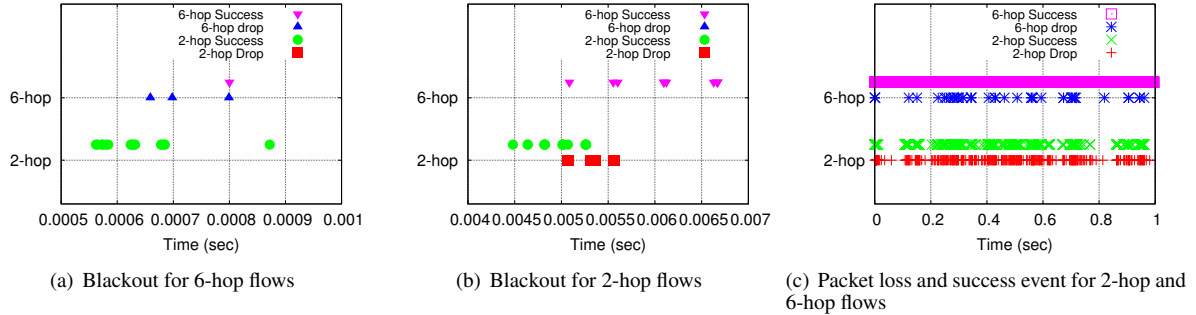 6-hop Success
6-hop drop
2-hop Success
2-hop Drop
6-hop
2-hop
0.0005 0.0006 0.0007 0.0008 0.0009 0.001
Time (sec)
(a) Blackout for 6-hop flows
6-hop Success
6-hop drop
2-hop Success
2-hop Drop
6-hop
2-hop
0.004 0.0045 0.005 0.0055 0.006 0.0065 0.007
Time (sec)
(b) Blackout for 2-hop flows
6-hop Success
6-hop drop
2-hop Success
2-hop Drop
6-hop
2-hop
0 0.2 0.4 0.6 0.8 1
Time (sec)
(c) Packet loss and success event for 2-hop and
6-hop flows